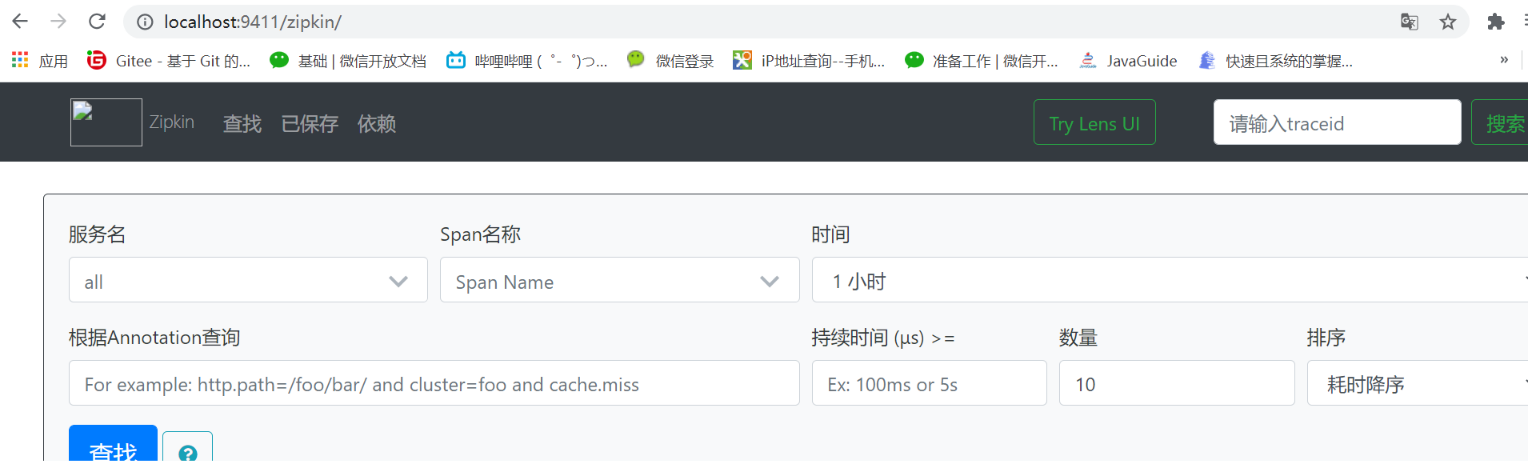 localhost:9411/zipkin/
应用 Gitee - 基于 Git 的... 基础 | 微信开放文档 哔哩哔哩 (゜-゜)つ... 微信登录 iP地址查询--手机... 准备工作 | 微信开... JavaGuide 快速且系统的掌握... »
Zipkin 查找 已保存 依赖 Try Lens UI 请输入traceid 搜索
服务名 Span名称 时间
all Span Name 1 小时
根据Annotation查询 持续时间 (μs) >= 数量 排序
For example: http.path=/foo/bar/ and cluster=foo and cache.miss Ex: 100ms or 5s 10 耗时降序
查找